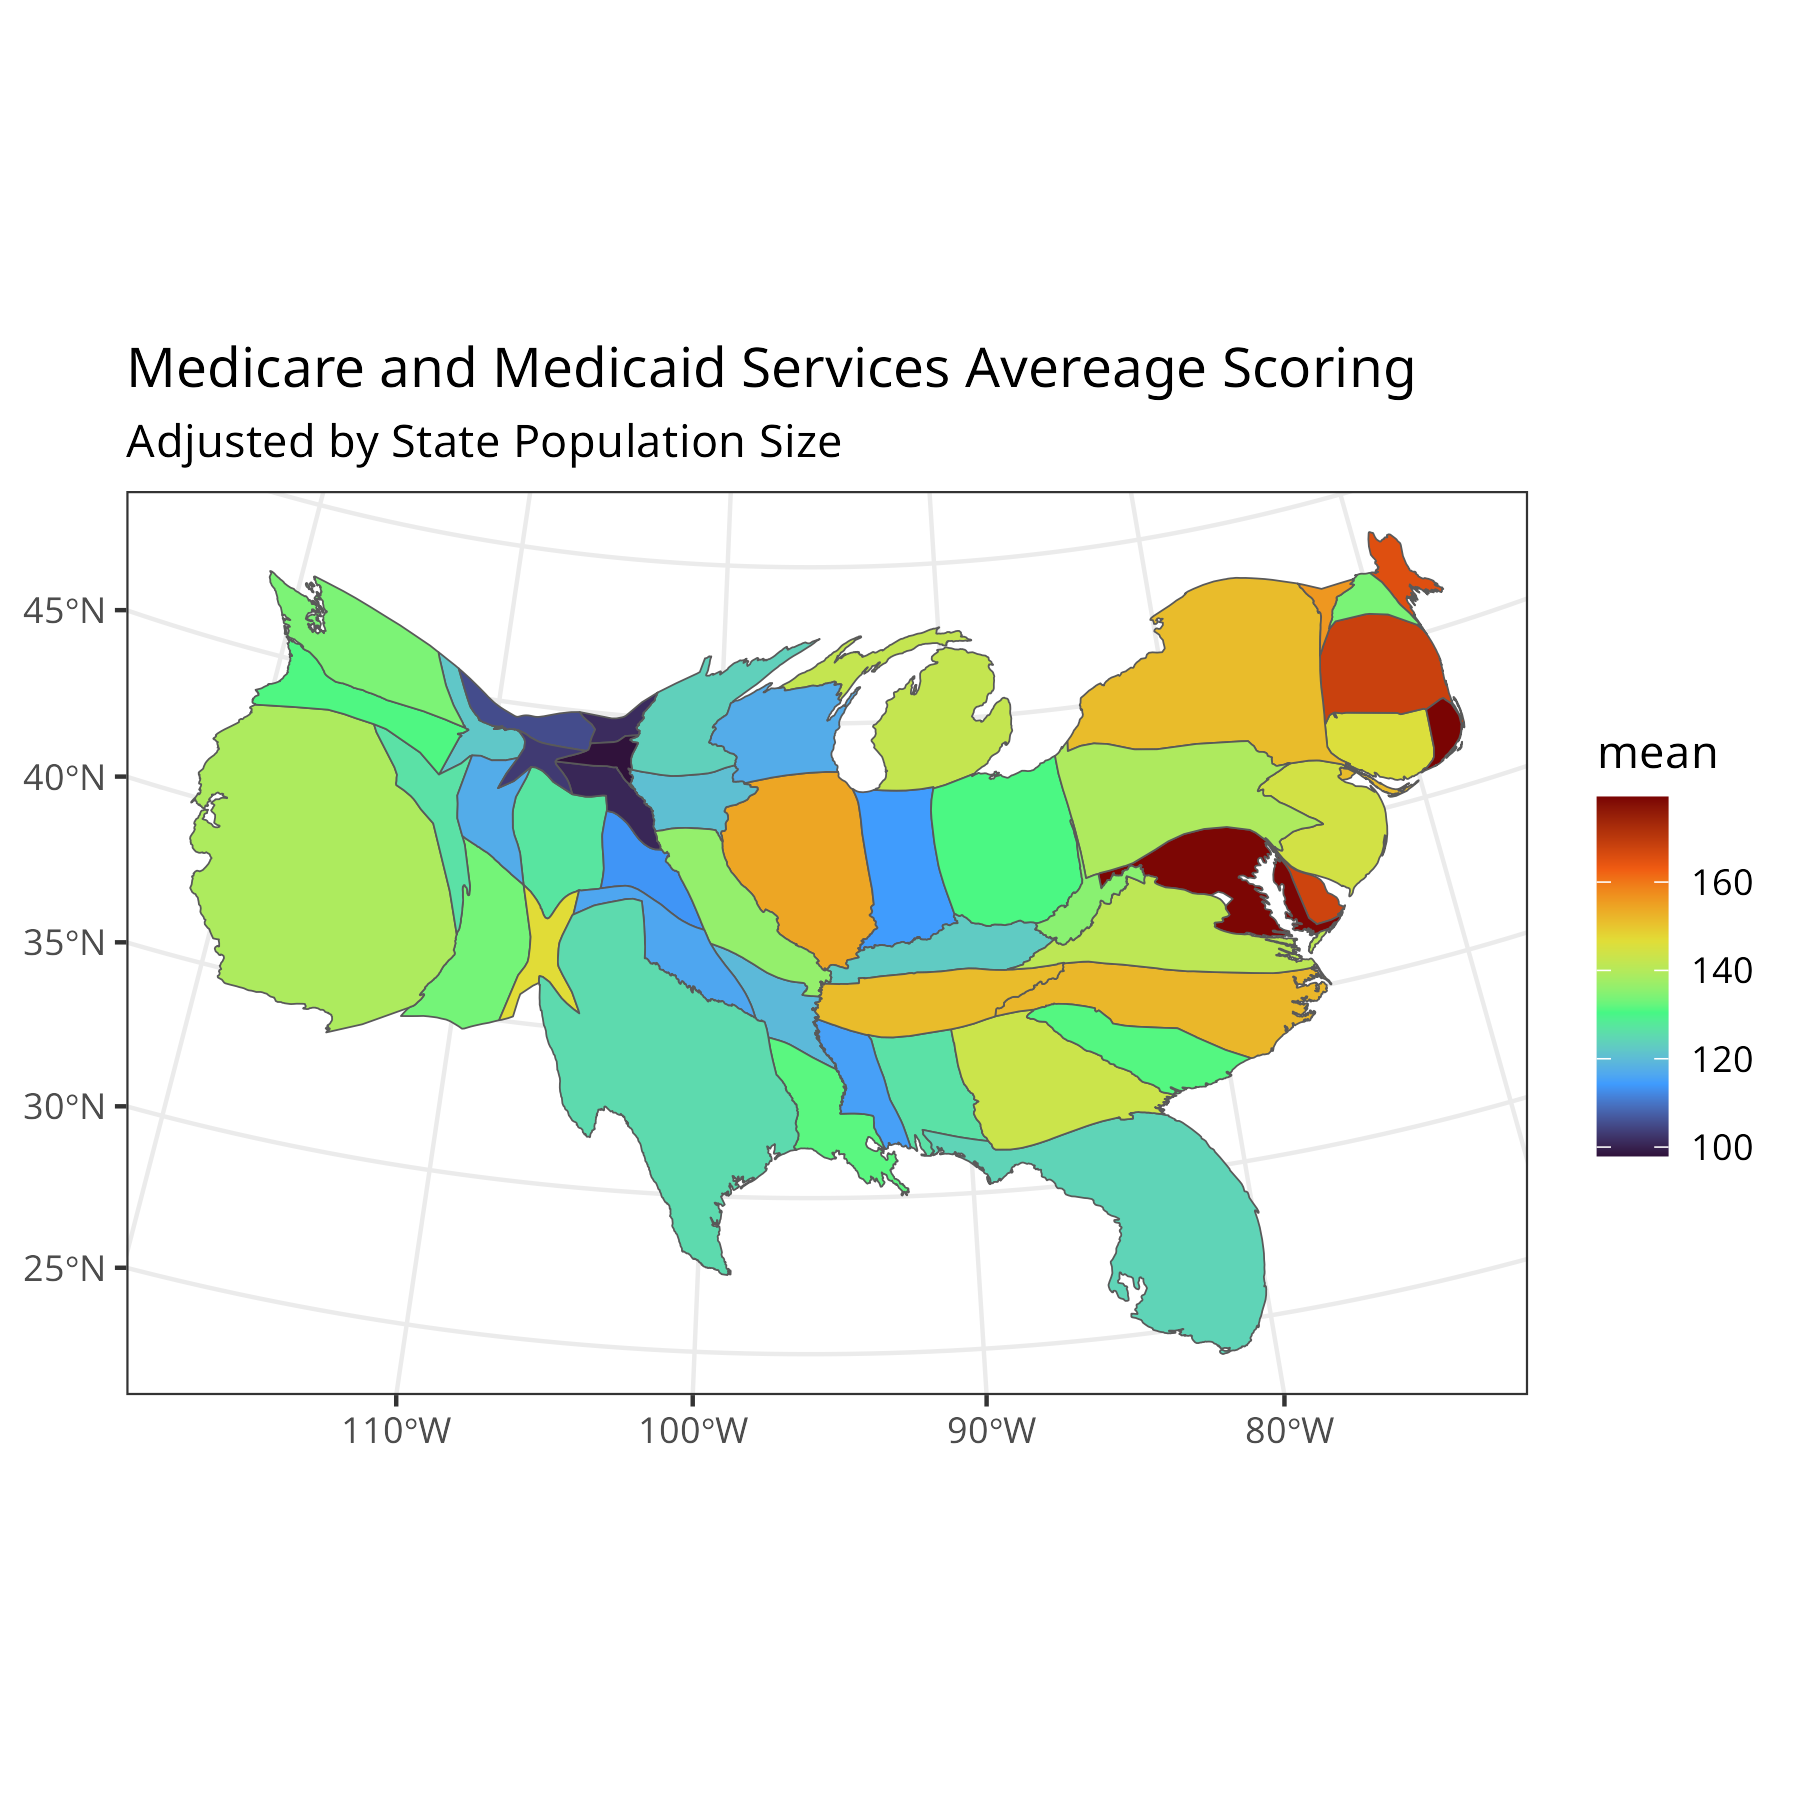 Medicare and Medicaid Services Avereage Scoring
Adjusted by State Population Size
45°N
40°N
35°N
30°N
25°N
110°W
100°W
90°W
80°W
mean
160
140
120
100